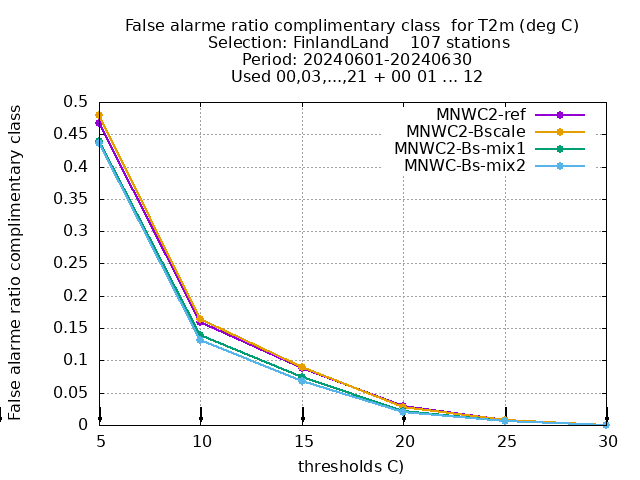 False alarme ratio complimentary class  for T2m (deg C)
Selection: FinlandLand    107 stations
Period: 20240601-20240630
Used 00,03,...,21 + 00 01 ... 12
False alarme ratio complimentary class
0.5
0.45
0.4
0.35
0.3
0.25
0.2
0.15
0.1
0.05
0
MNWC2-ref
MNWC2-Bscale
MNWC2-Bs-mix1
MNWC-Bs-mix2
5 10 15 20 25 30
thresholds C)